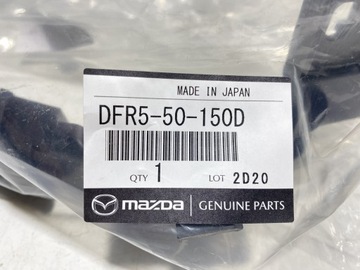 MADE IN JAPAN
DFR5-50-150D
QTY 1 LOT 2D20
mazda GENUINE PARTS